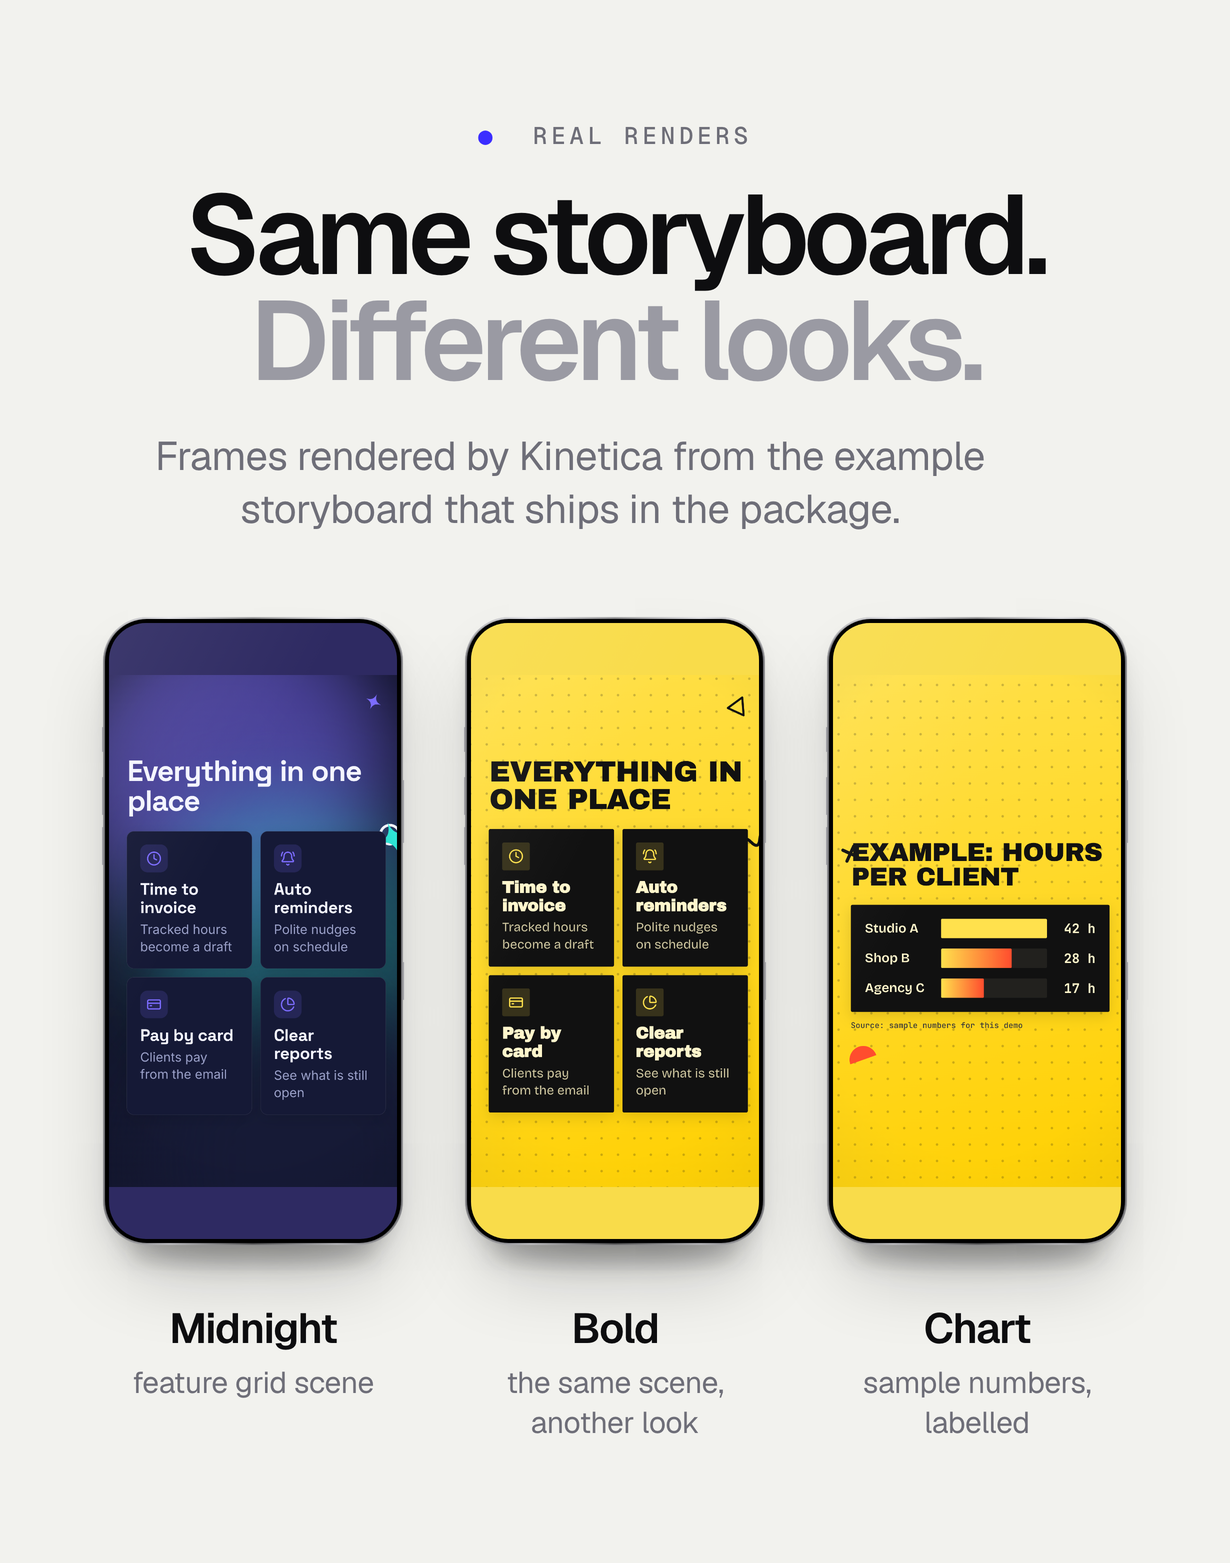 REAL RENDERS
Same storyboard.
Different looks.
Frames rendered by Kinetica from the example
storyboard that ships in the package.
Everything in one
place
Time to
invoice
Tracked hours
become a draft
Auto
reminders
Polite nudges
on schedule
Pay by card
Clients pay
from the email
Clear
reports
See what is still
open
EVERYTHING IN
ONE PLACE
Time to
invoice
Tracked hours
become a draft
Auto
reminders
Polite nudges
on schedule
Pay by
card
Clients pay
from the email
Clear
reports
See what is still
open
EXAMPLE: HOURS
PER CLIENT
Studio A 42 h
Shop B 28 h
Agency C 17 h
Source: sample numbers for this demo
Midnight
feature grid scene
Bold
the same scene,
another look
Chart
sample numbers,
labelled